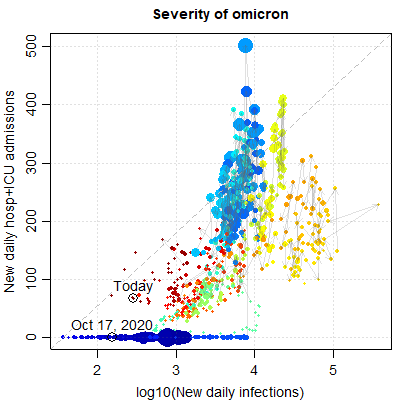 Severity of omicron
New daily hosp+ICU admissions
500
400
300
200
100
0
Today
Oct 17, 2020
2
3
4
5
log10(New daily infections)